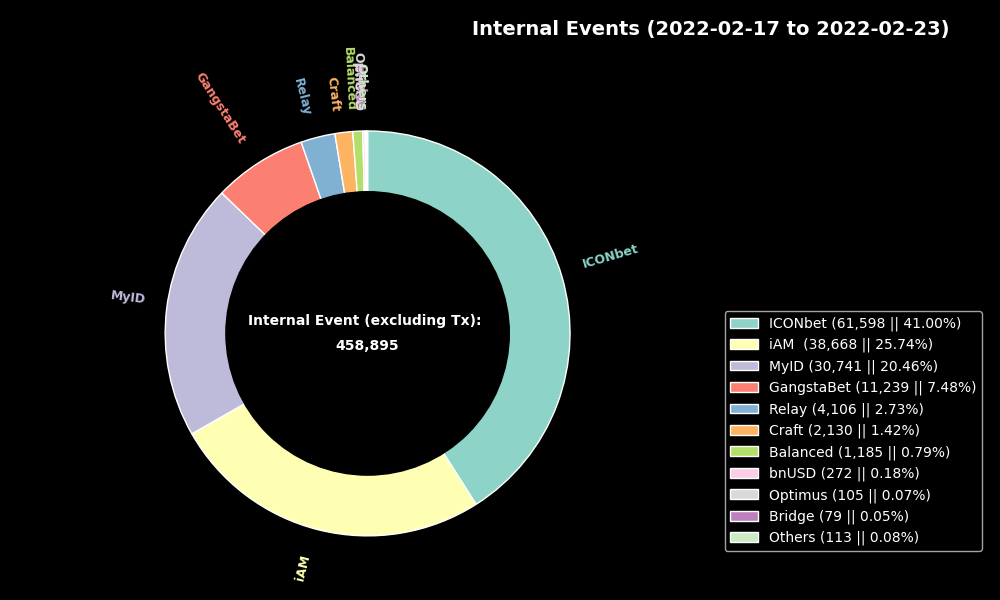 Internal Events (2022-02-17 to 2022-02-23)
GangstaBet
Relay
Craft
Balanced
Others
ICONbet
MyID
iAM
Internal Event (excluding Tx):
458,895
ICONbet (61,598 || 41.00%)
iAM  (38,668 || 25.74%)
MyID (30,741 || 20.46%)
GangstaBet (11,239 || 7.48%)
Relay (4,106 || 2.73%)
Craft (2,130 || 1.42%)
Balanced (1,185 || 0.79%)
bnUSD (272 || 0.18%)
Optimus (105 || 0.07%)
Bridge (79 || 0.05%)
Others (113 || 0.08%)